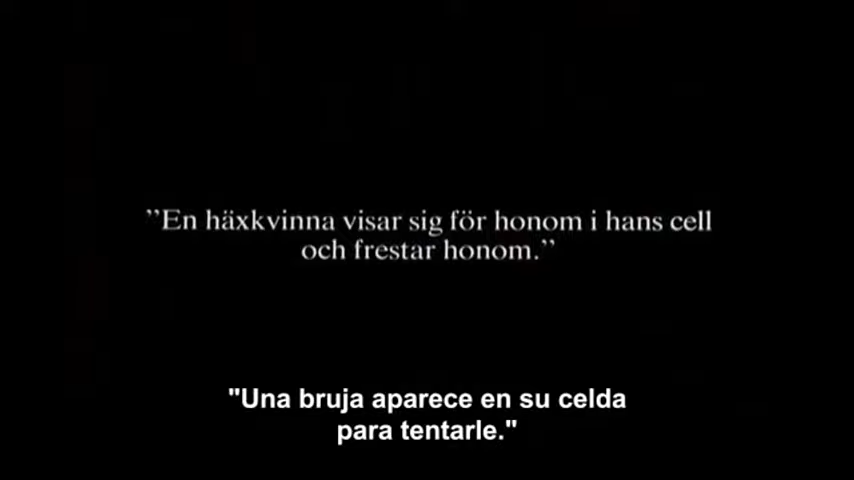 ”En häxkvinna visar sig för honom i hans cell
och frestar honom.”
"Una bruja aparece en su celda
para tentarle."